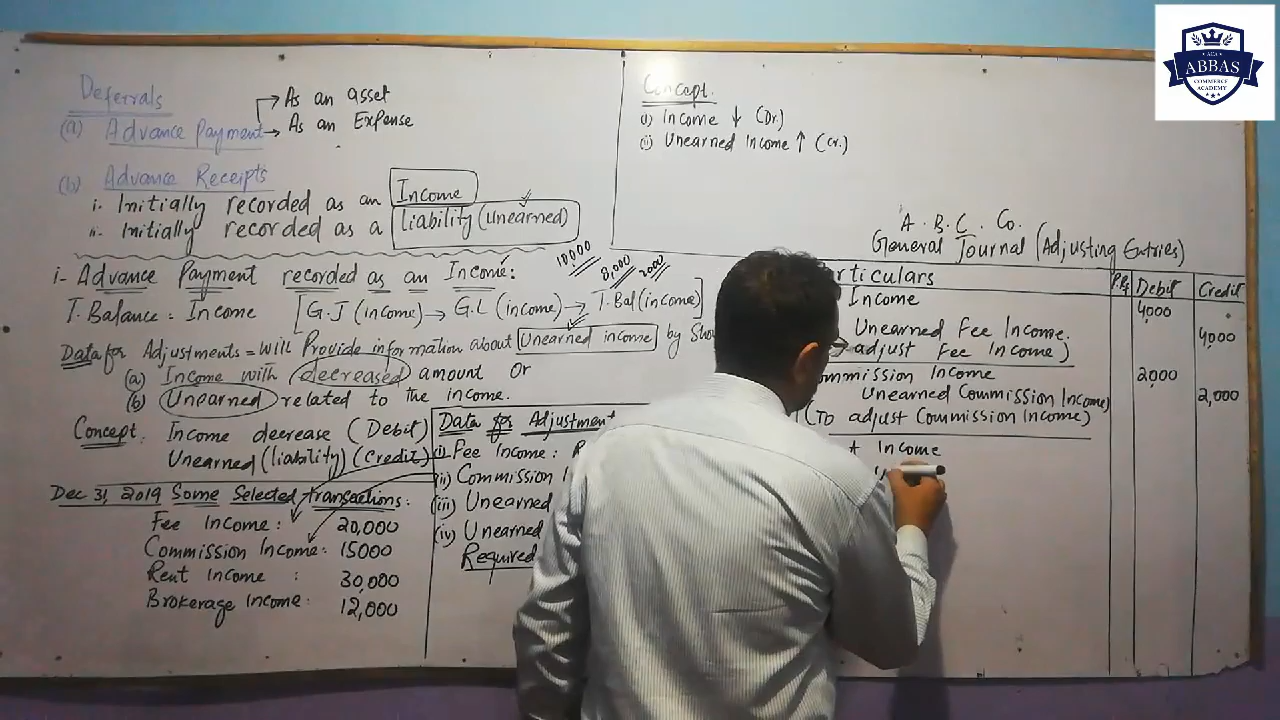 Deferrals
(a) Advance Payment
→ As an asset
→ As an Expense
(b) Advance Receipts
i. Initially recorded as an Income
ii. Initially recorded as a liability (unearned)
i- Advance Payment recorded as an Income:
10000
8,000
2000
T. Balance = Income [G.J (income) → G.L (income) → T.Bal (income)]
Data for Adjustments = Will Provide information about Unearned income by Show
(a) Income with decreased amount Or
(b) Unearned related to the income.
Concept. Income decrease (Debit)
Unearned (liability) (Credit)
Dec 31, 2019 Some Selected transactions:
Fee Income: 20,000
Commission Income: 15000
Rent Income : 30,000
Brokerage Income: 12,000
Data for Adjustment
(i) Fee Income:
(ii) Commission
(iii) Unearned
(iv) Unearned
Required
Concept.
(i) Income ↓ (Dr.)
(ii) Unearned Income ↑ (Cr.)
A. B. C. Co.
General Journal (Adjusting Entries)
rticulars P.R Debit Credit
Income 4,000
Unearned Fee Income. 4,000
adjust Fee Income)
ommission Income 2,000
Unearned Commission Income) 2,000
(To adjust Commission Income)
Income
ACA
ABBAS
COMMERCE
ACADEMY